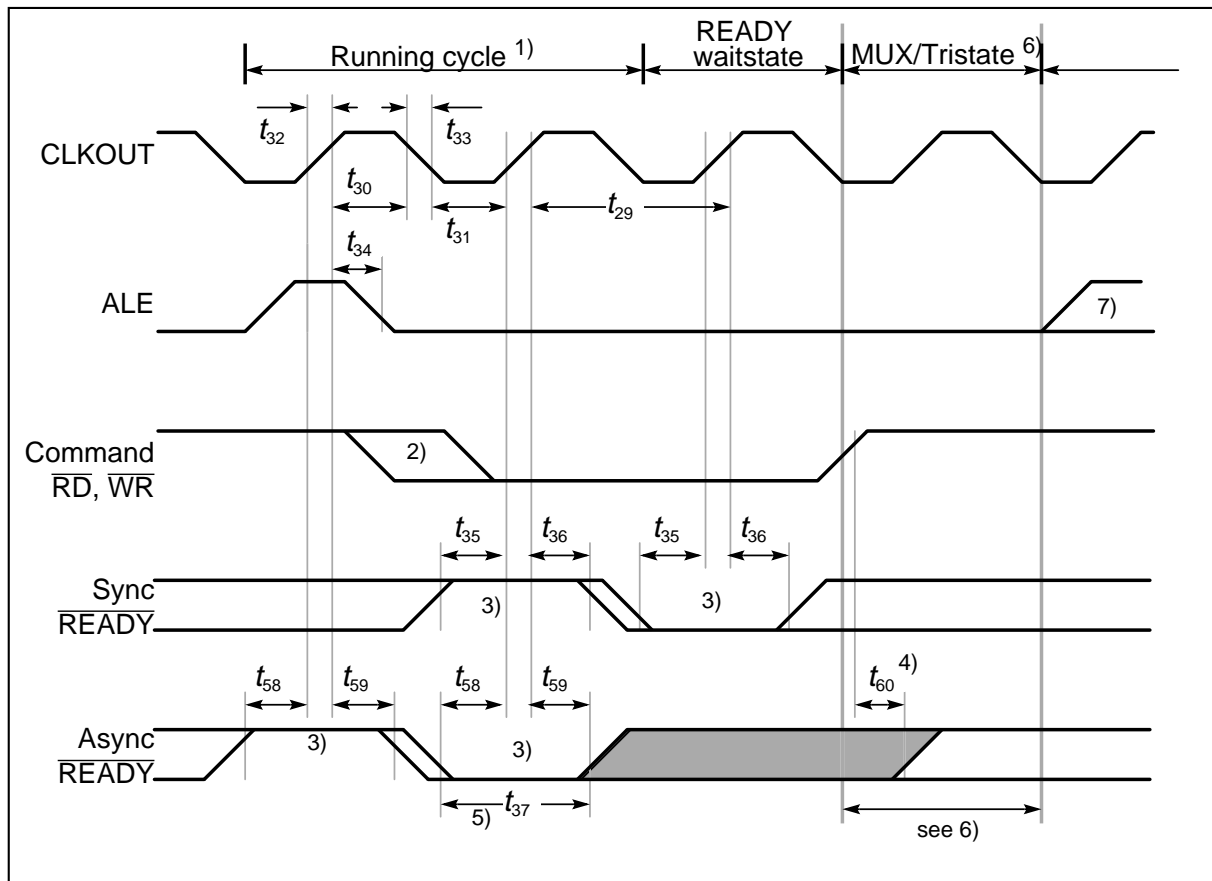 READY
Running cycle 1) waitstate MUX/Tristate 6)
t32 t33
CLKOUT
t30
t31 t29
t34
ALE 7)
Command 2)
RD, WR
t35 t36 t35 t36
Sync
READY 3) 3)
t58 t59 t58 t59 t60 4)
Async 3) 3)
READY
5) t37
see 6)